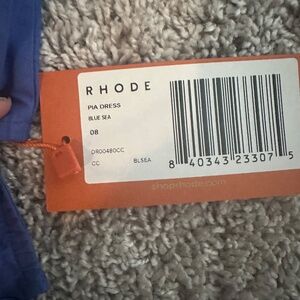 RHODE
PIA DRESS
BLUE SEA
08
DR00480CC
CC BLSEA
8 40343 23307 5
shoprhode.com